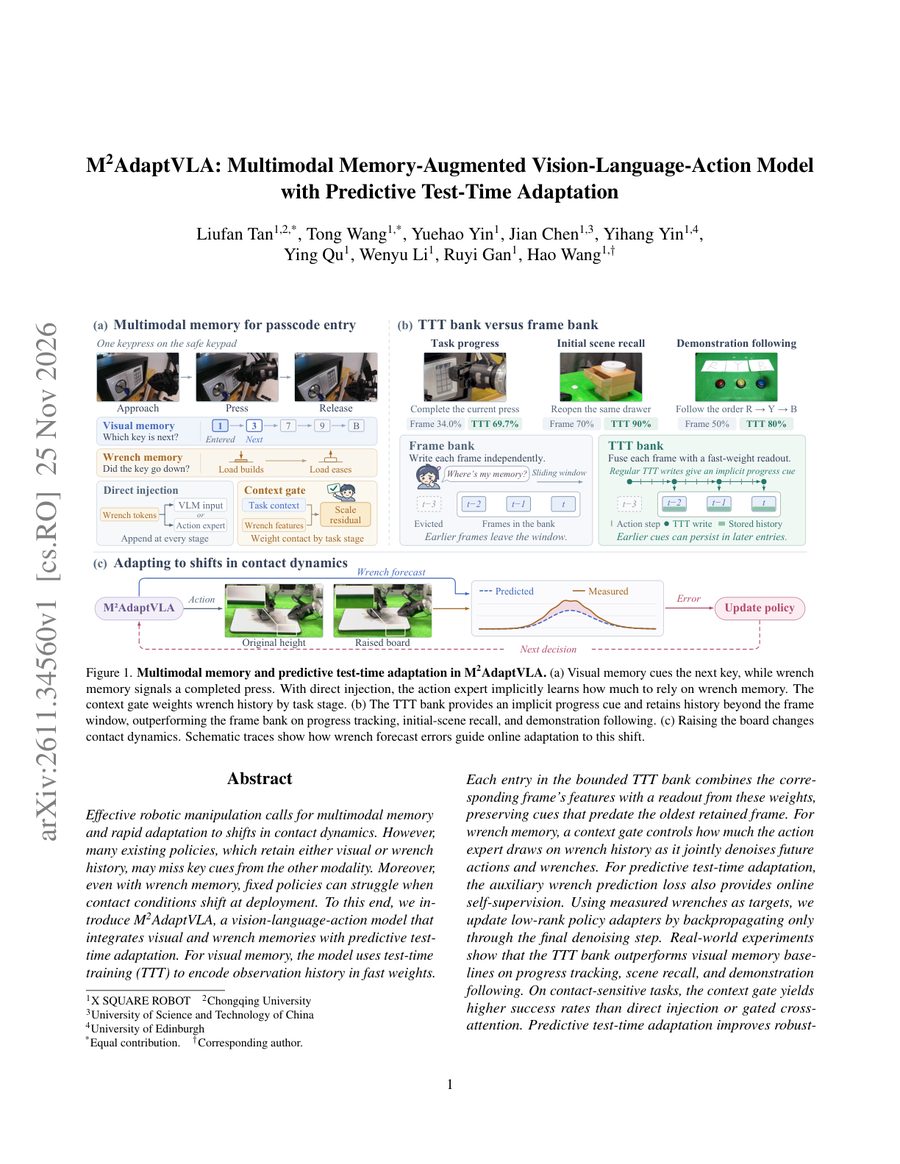 M²AdaptVLA: Multimodal Memory-Augmented Vision-Language-Action Model
with Predictive Test-Time Adaptation
Liufan Tan1,2,*, Tong Wang1,*, Yuehao Yin1, Jian Chen1,3, Yihang Yin1,4,
Ying Qu1, Wenyu Li1, Ruyi Gan1, Hao Wang1,†
arXiv:2611.34560v1 [cs.RO] 25 Nov 2026
(a) Multimodal memory for passcode entry
One keypress on the safe keypad
Approach Press Release
Visual memory
Which key is next?
1 3 7 9 B
Entered Next
Wrench memory
Did the key go down?
Load builds Load eases
Direct injection
Wrench tokens
VLM input
or
Action expert
Append at every stage
Context gate
Task context
Wrench features
Scale
residual
Weight contact by task stage
(b) TTT bank versus frame bank
Task progress Initial scene recall Demonstration following
Complete the current press Reopen the same drawer Follow the order R → Y → B
Frame 34.0% TTT 69.7% Frame 70% TTT 90% Frame 50% TTT 80%
Frame bank
Write each frame independently.
Where's my memory? Sliding window
t−3 t−2 t−1 t
Evicted Frames in the bank
Earlier frames leave the window.
TTT bank
Fuse each frame with a fast-weight readout.
Regular TTT writes give an implicit progress cue
t−3 t−2 t−1 t
Action step TTT write Stored history
Earlier cues can persist in later entries.
(c) Adapting to shifts in contact dynamics
Wrench forecast
M²AdaptVLA
Action
Original height Raised board
Predicted Measured
Error
Update policy
Next decision
Figure 1. Multimodal memory and predictive test-time adaptation in M²AdaptVLA. (a) Visual memory cues the next key, while wrench
memory signals a completed press. With direct injection, the action expert implicitly learns how much to rely on wrench memory. The
context gate weights wrench history by task stage. (b) The TTT bank provides an implicit progress cue and retains history beyond the frame
window, outperforming the frame bank on progress tracking, initial-scene recall, and demonstration following. (c) Raising the board changes
contact dynamics. Schematic traces show how wrench forecast errors guide online adaptation to this shift.
Abstract
Effective robotic manipulation calls for multimodal memory
and rapid adaptation to shifts in contact dynamics. However,
many existing policies, which retain either visual or wrench
history, may miss key cues from the other modality. Moreover,
even with wrench memory, fixed policies can struggle when
contact conditions shift at deployment. To this end, we in-
troduce M²AdaptVLA, a vision-language-action model that
integrates visual and wrench memories with predictive test-
time adaptation. For visual memory, the model uses test-time
training (TTT) to encode observation history in fast weights.
1X SQUARE ROBOT 2Chongqing University
3University of Science and Technology of China
4University of Edinburgh
*Equal contribution. †Corresponding author.
Each entry in the bounded TTT bank combines the corre-
sponding frame's features with a readout from these weights,
preserving cues that predate the oldest retained frame. For
wrench memory, a context gate controls how much the action
expert draws on wrench history as it jointly denoises future
actions and wrenches. For predictive test-time adaptation,
the auxiliary wrench prediction loss also provides online
self-supervision. Using measured wrenches as targets, we
update low-rank policy adapters by backpropagating only
through the final denoising step. Real-world experiments
show that the TTT bank outperforms visual memory base-
lines on progress tracking, scene recall, and demonstration
following. On contact-sensitive tasks, the context gate yields
higher success rates than direct injection or gated cross-
attention. Predictive test-time adaptation improves robust-
1